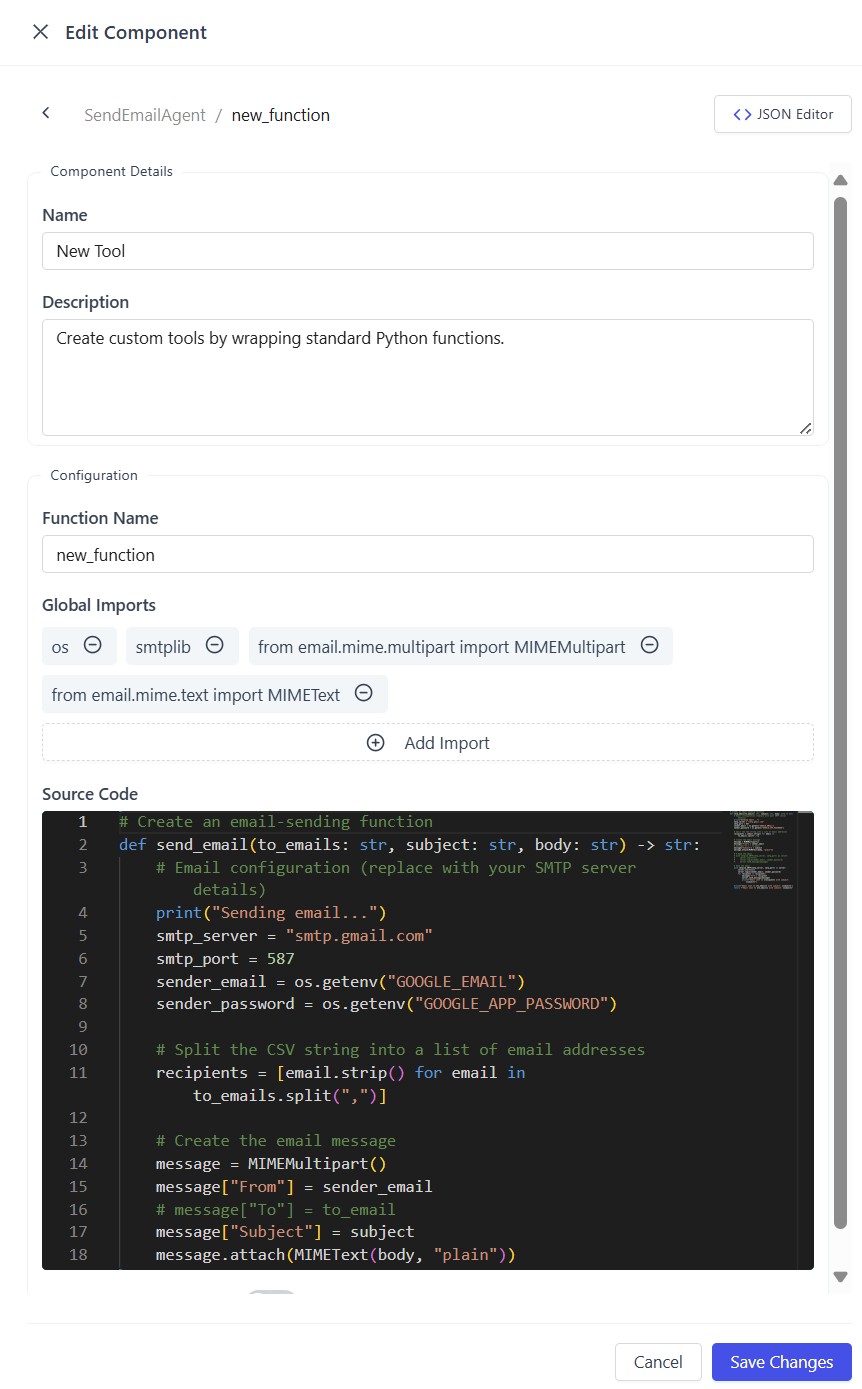 Edit Component
SendEmailAgent / new_function
JSON Editor
Component Details
Name
New Tool
Description
Create custom tools by wrapping standard Python functions.
Configuration
Function Name
new_function
Global Imports
os
smtplib
from email.mime.multipart import MIMEMultipart
from email.mime.text import MIMEText
Add Import
Source Code
1 # Create an email-sending function
2 def send_email(to_emails: str, subject: str, body: str) -> str:
3     # Email configuration (replace with your SMTP server
        details)
4     print("Sending email...")
5     smtp_server = "smtp.gmail.com"
6     smtp_port = 587
7     sender_email = os.getenv("GOOGLE_EMAIL")
8     sender_password = os.getenv("GOOGLE_APP_PASSWORD")
9
10     # Split the CSV string into a list of email addresses
11     recipients = [email.strip() for email in
        to_emails.split(",")]
12
13     # Create the email message
14     message = MIMEMultipart()
15     message["From"] = sender_email
16     # message["To"] = to_email
17     message["Subject"] = subject
18     message.attach(MIMEText(body, "plain"))
Cancel
Save Changes